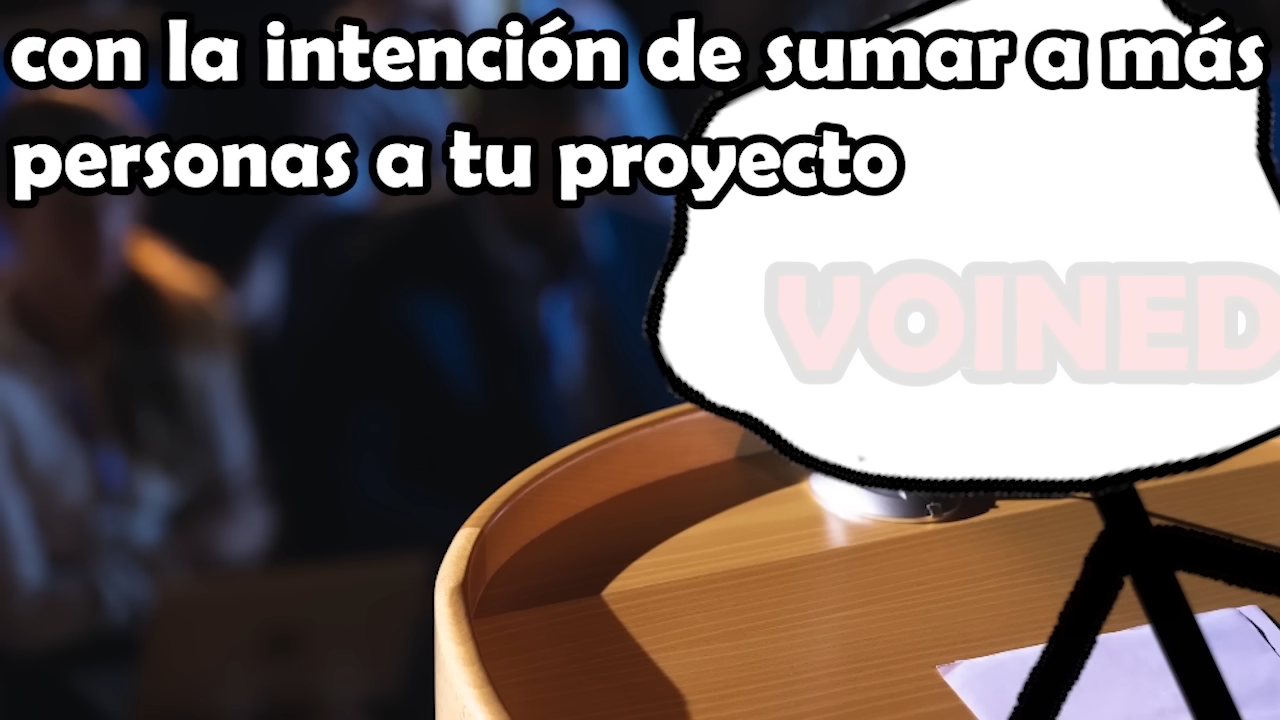 con la intención de sumar a más
personas a tu proyecto
VOINED